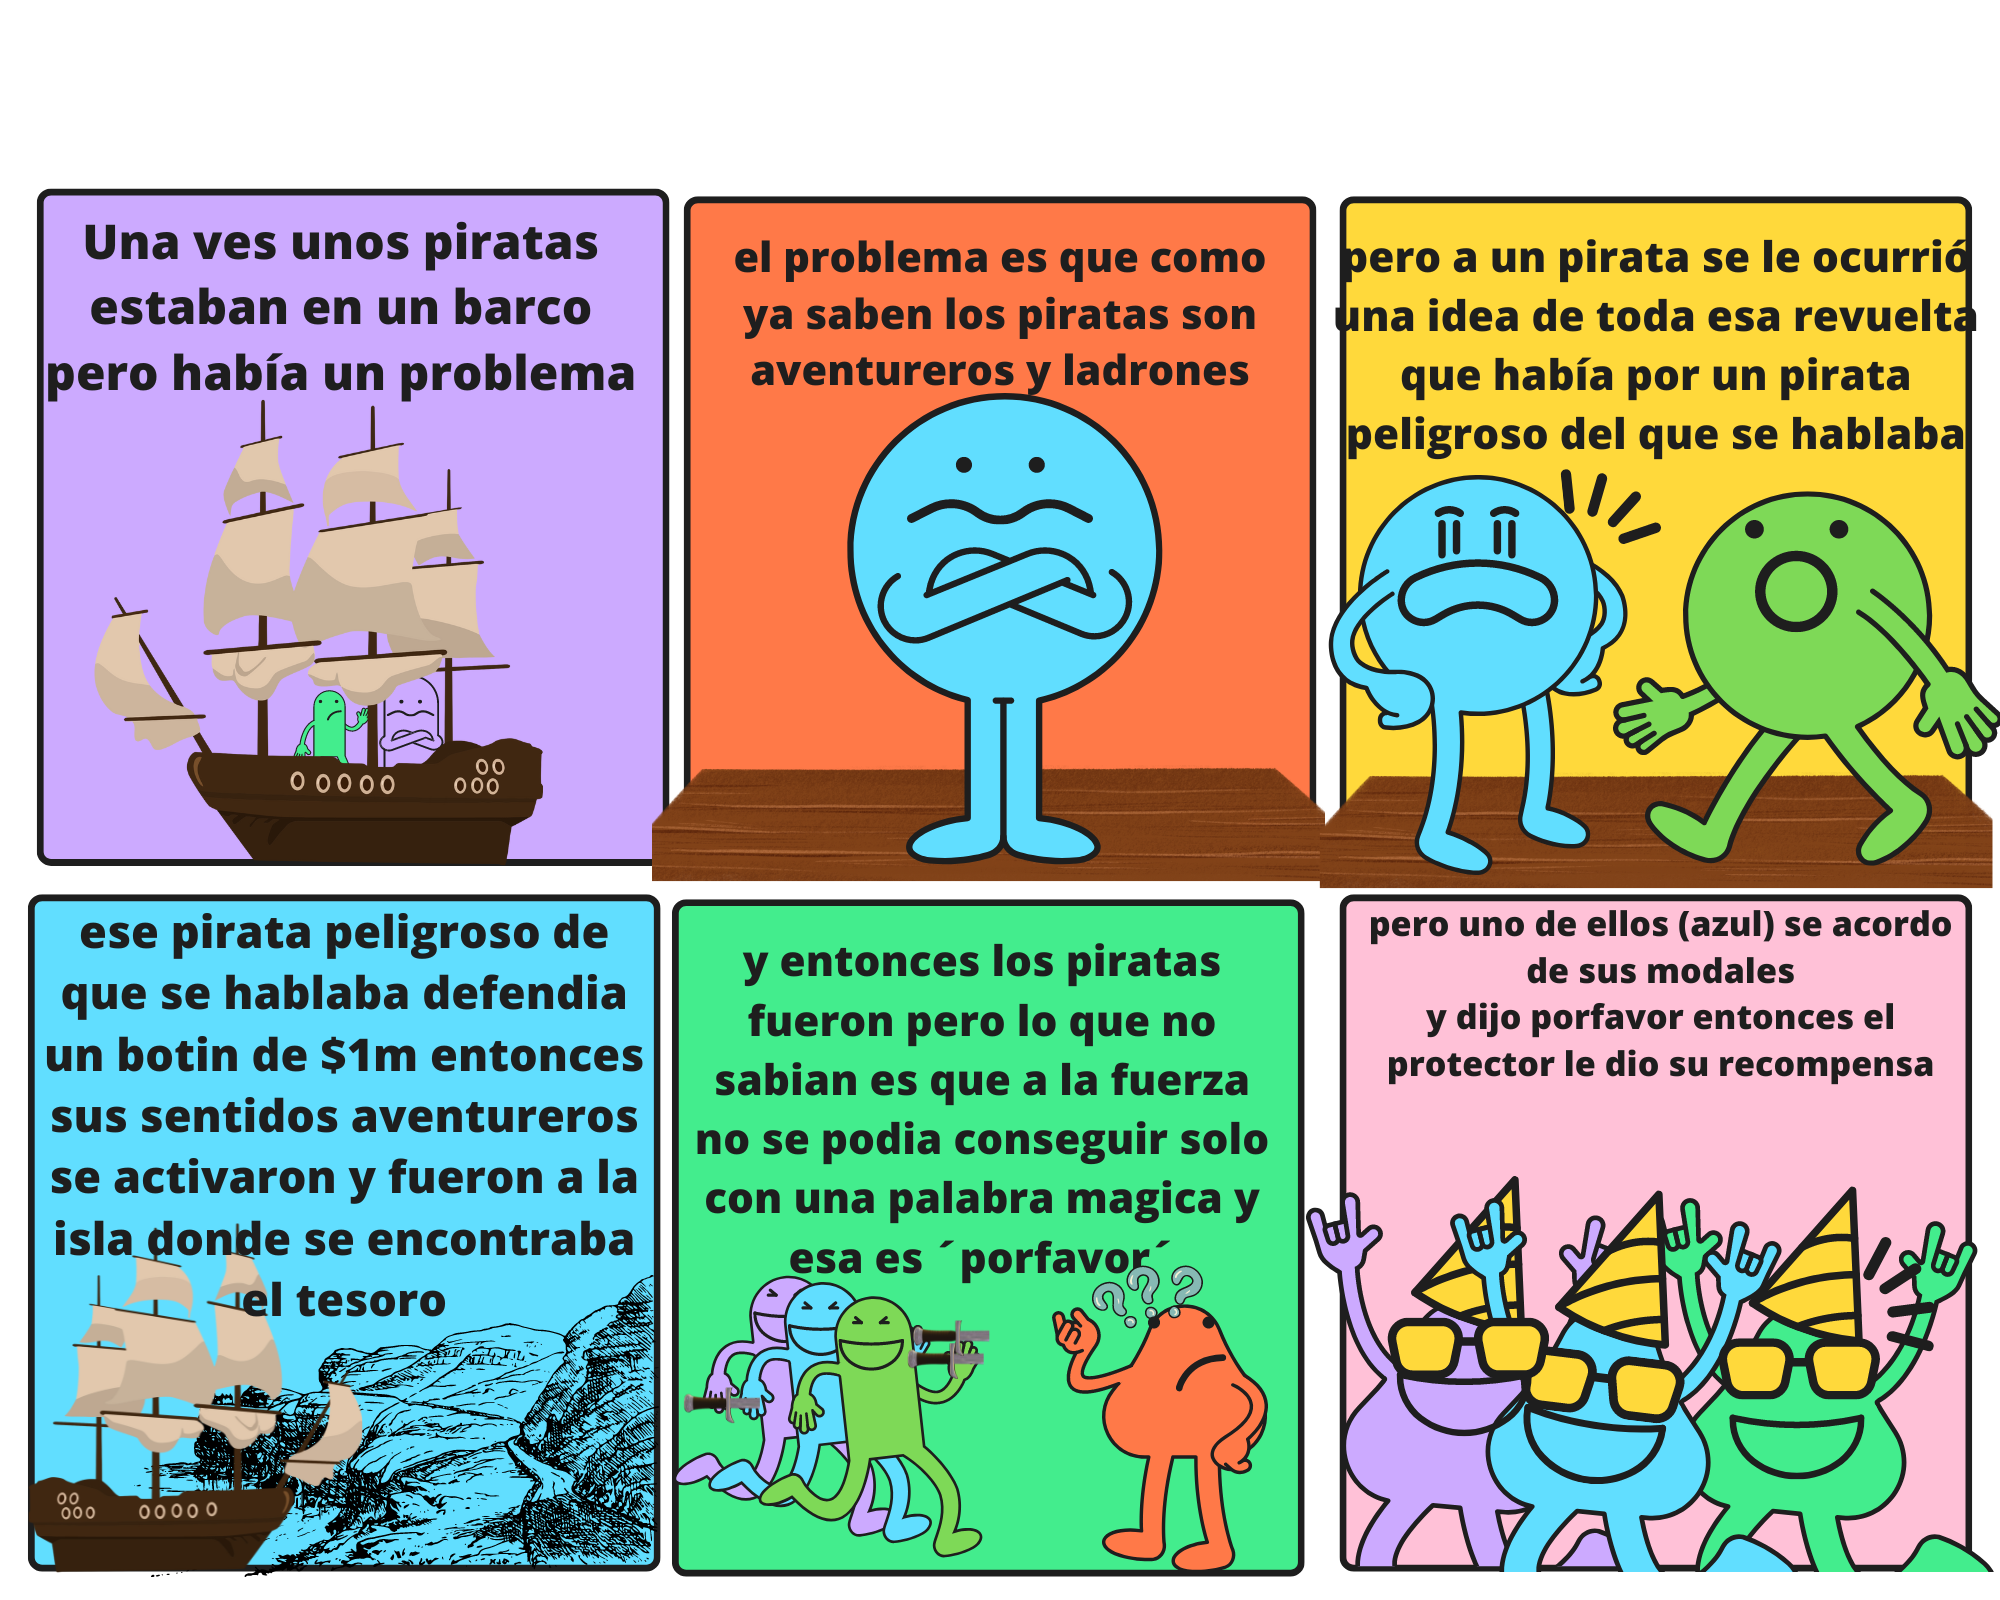 Una ves unos piratas
estaban en un barco
pero había un problema
el problema es que como
ya saben los piratas son
aventureros y ladrones
pero a un pirata se le ocurrió
una idea de toda esa revuelta
que había por un pirata
peligroso del que se hablaba
ese pirata peligroso de
que se hablaba defendia
un botin de $1m entonces
sus sentidos aventureros
se activaron y fueron a la
isla donde se encontraba
el tesoro
y entonces los piratas
fueron pero lo que no
sabian es que a la fuerza
no se podia conseguir solo
con una palabra magica y
esa es ´porfavor´
???
pero uno de ellos (azul) se acordo
de sus modales
y dijo porfavor entonces el
protector le dio su recompensa